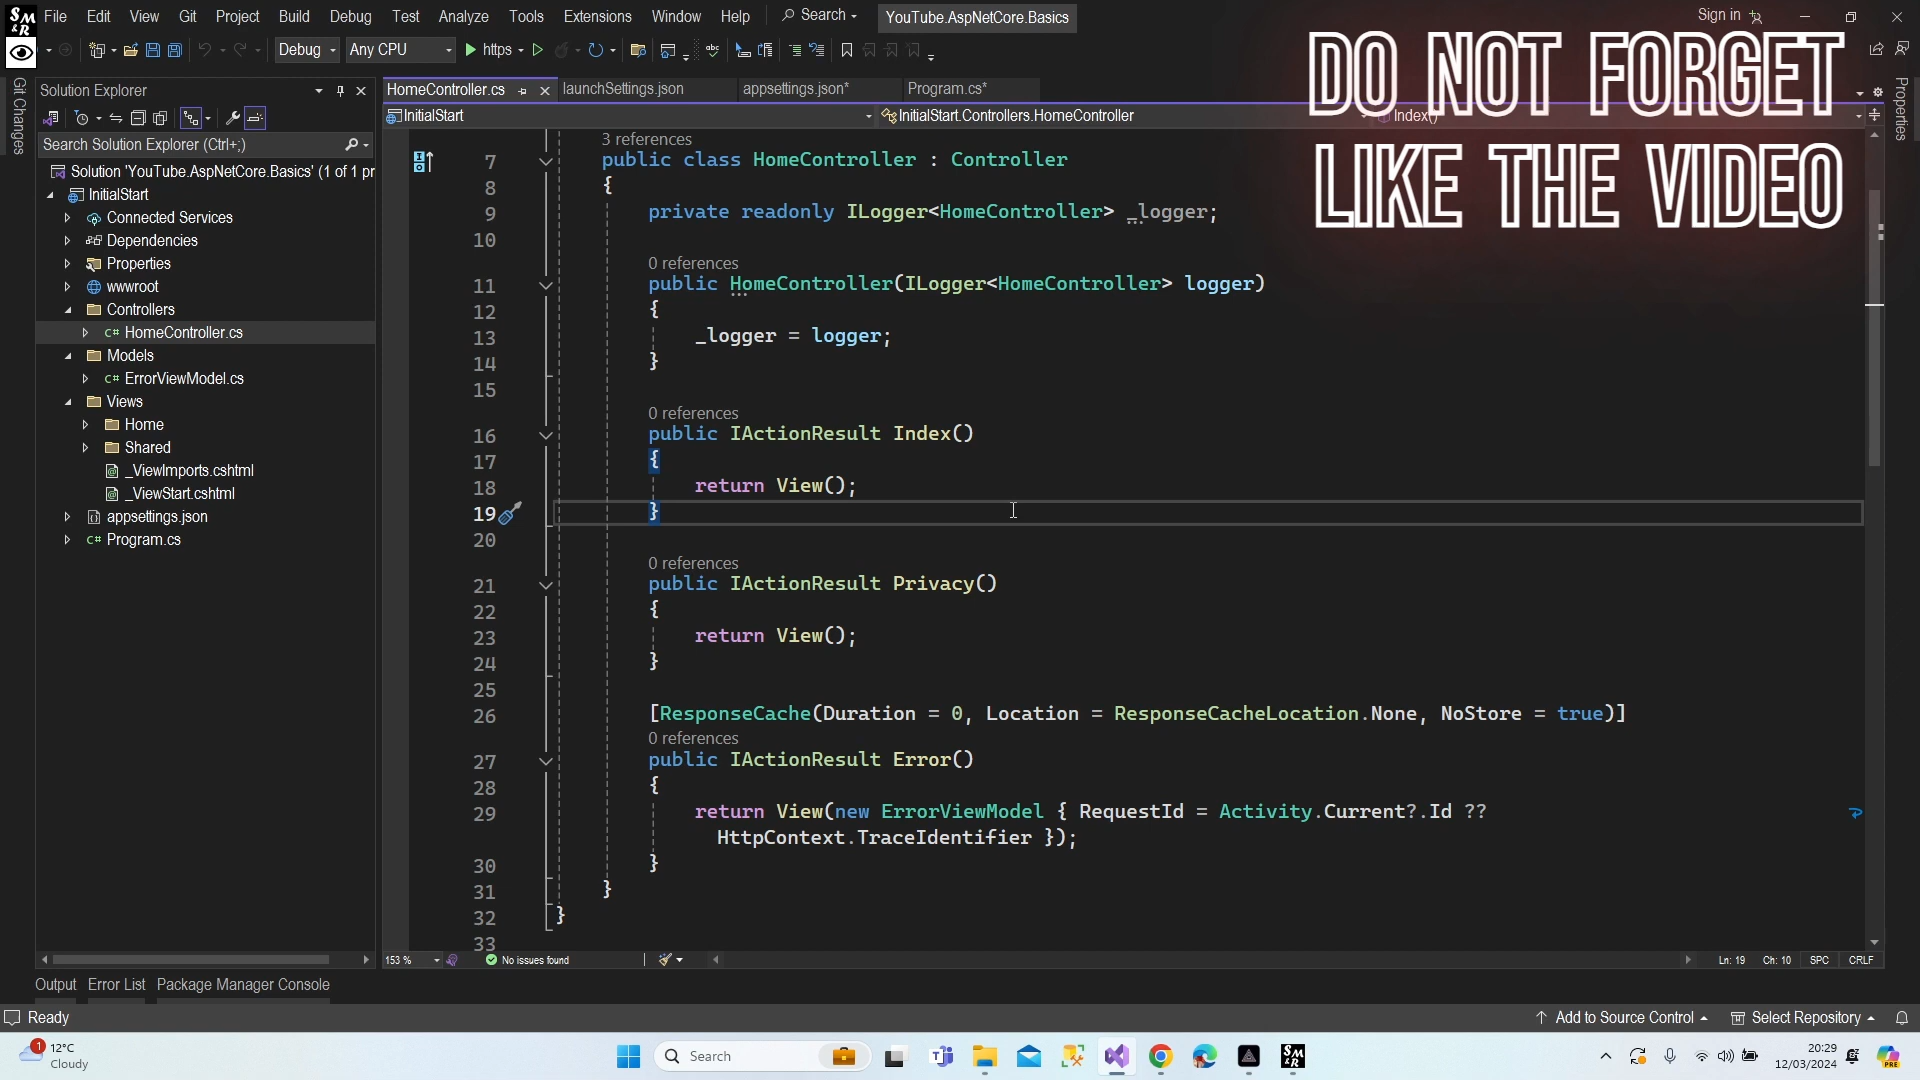 File Edit View Git Project Build Debug Test Analyze Tools Extensions Window Help Search YouTube.AspNetCore.Basics Sign in
Debug Any CPU https
DO NOT FORGET
LIKE THE VIDEO
Git Changes
Properties
Solution Explorer
Search Solution Explorer (Ctrl+;)
Solution 'YouTube.AspNetCore.Basics' (1 of 1 pr
InitialStart
Connected Services
Dependencies
Properties
wwwroot
Controllers
C# HomeController.cs
Models
C# ErrorViewModel.cs
Views
Home
Shared
_ViewImports.cshtml
_ViewStart.cshtml
appsettings.json
C# Program.cs
HomeController.cs launchSettings.json appsettings.json* Program.cs*
InitialStart InitialStart.Controllers.HomeController Index()
3 references
7 public class HomeController : Controller
8 {
9 private readonly ILogger<HomeController> _logger;
10
0 references
11 public HomeController(ILogger<HomeController> logger)
12 {
13 _logger = logger;
14 }
15
0 references
16 public IActionResult Index()
17 {
18 return View();
19 }
20
0 references
21 public IActionResult Privacy()
22 {
23 return View();
24 }
25
26 [ResponseCache(Duration = 0, Location = ResponseCacheLocation.None, NoStore = true)]
0 references
27 public IActionResult Error()
28 {
29 return View(new ErrorViewModel { RequestId = Activity.Current?.Id ??
HttpContext.TraceIdentifier });
30 }
31 }
32 }
33
153 % No issues found Ln: 19 Ch: 10 SPC CRLF
Output Error List Package Manager Console
Ready Add to Source Control Select Repository
1 12°C
Cloudy
Search
20:29
12/03/2024